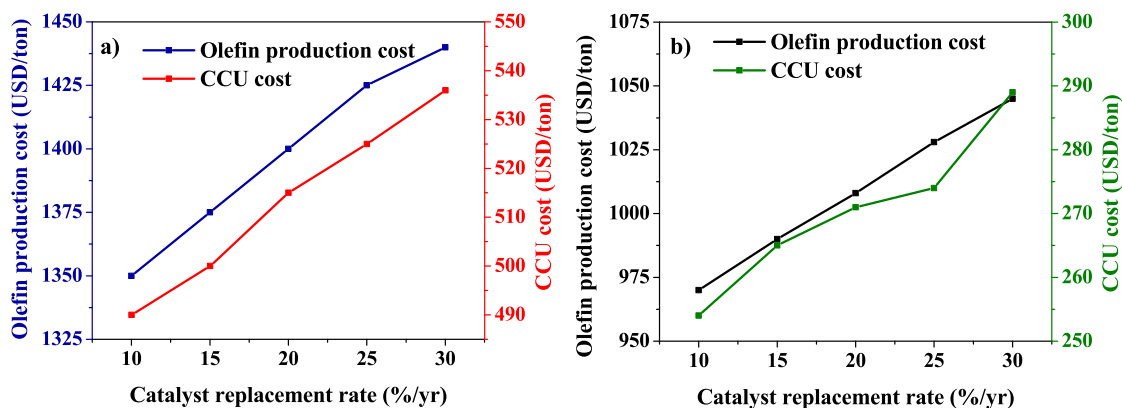 a)
Olefin production cost
CCU cost
Olefin production cost (USD/ton)
1450
1425
1400
1375
1350
1325
CCU cost (USD/ton)
550
540
530
520
510
500
490
10 15 20 25 30
Catalyst replacement rate (%/yr)
b)
Olefin production cost
CCU cost
Olefin production cost (USD/ton)
1075
1050
1025
1000
975
950
CCU cost (USD/ton)
300
290
280
270
260
250
10 15 20 25 30
Catalyst replacement rate (%/yr)